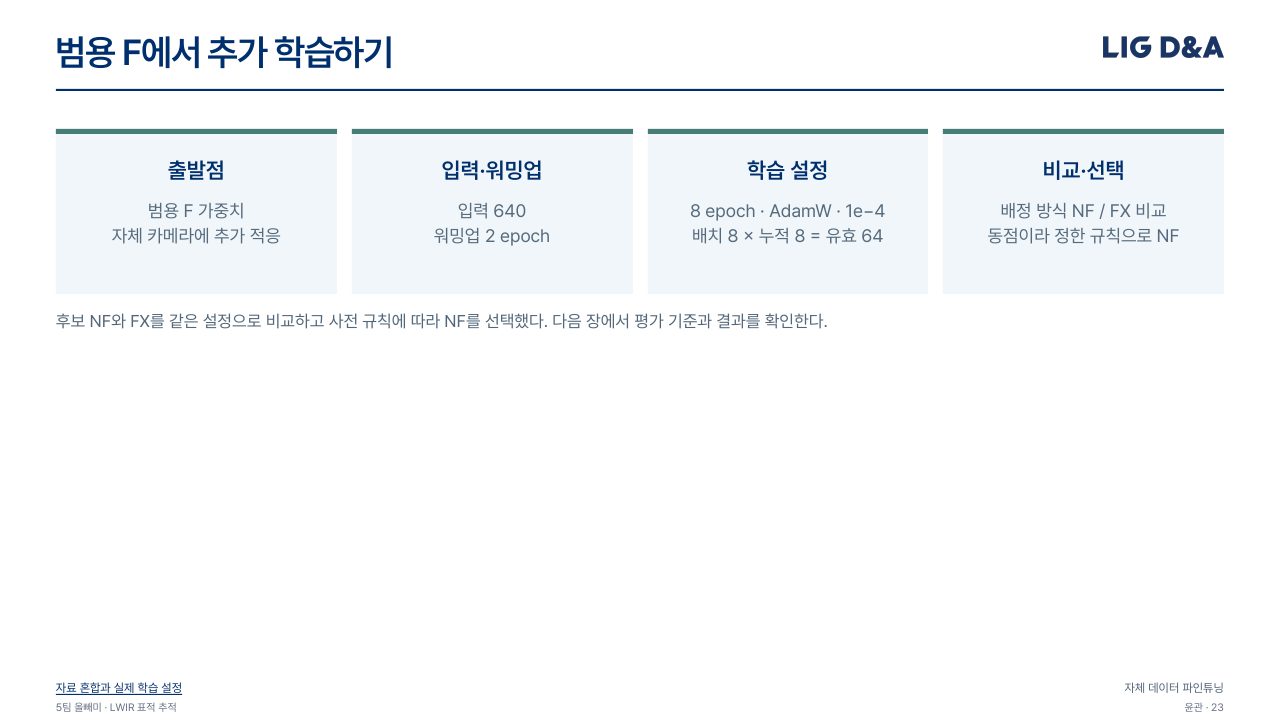 범용 F에서 추가 학습하기
LIG D&A
출발점
범용 F 가중치
자체 카메라에 추가 적응
입력·워밍업
입력 640
워밍업 2 epoch
학습 설정
8 epoch · AdamW · 1e−4
배치 8 × 누적 8 = 유효 64
비교·선택
배정 방식 NF / FX 비교
동점이라 정한 규칙으로 NF
후보 NF와 FX를 같은 설정으로 비교하고 사전 규칙에 따라 NF를 선택했다. 다음 장에서 평가 기준과 결과를 확인한다.
자료 혼합과 실제 학습 설정
5팀 올빼미 · LWIR 표적 추적
자체 데이터 파인튜닝
윤관 · 23